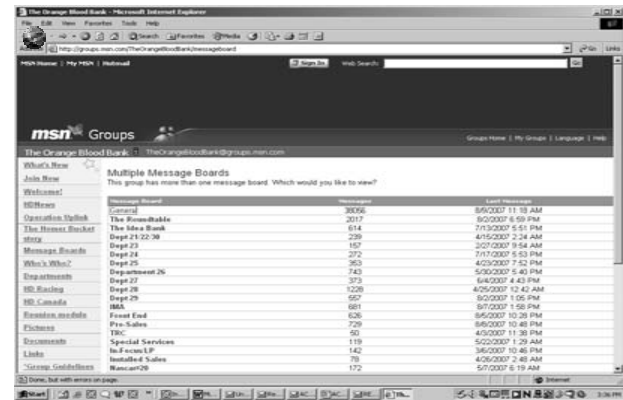 The Orange Blood Bank - Microsoft Internet Explorer
File Edit View Favorites Tools Help
Search Favorites Media
http://groups.msn.com/TheOrangeBloodBank/messageboard Go Links
MSN Home | My MSN | Hotmail Sign In Web Search: Go
msn Groups
Groups Home | My Groups | Language | Help
The Orange Blood Bank TheOrangeBloodBank@groups.msn.com
What's New
Join Now
Welcome!
HDNews
Operation Uplink
The Homer Bucket
story
Message Boards
Who's Who?
Departments
HD Racing
HD Canada
Reunion module
Pictures
Documents
Links
*Group Guidelines
Multiple Message Boards
This group has more than one message board. Which would you like to view?
Message Board Messages Last Message
General 38056 8/9/2007 11:18 AM
The Roundtable 2017 8/2/2007 6:59 PM
The Idea Bank 614 7/13/2007 5:51 PM
Dept 21/22/30 239 4/15/2007 2:24 AM
Dept 23 157 2/27/2007 9:54 AM
Dept 24 272 7/17/2007 5:53 PM
Dept 25 353 4/23/2007 7:52 PM
Department 26 743 5/30/2007 5:40 PM
Dept 27 373 6/4/2007 4:43 PM
Dept 28 1228 4/25/2007 12:42 AM
Dept 29 557 8/2/2007 1:05 PM
IMA 681 8/7/2007 1:58 PM
Front End 626 8/5/2007 10:28 PM
Pro-Sales 729 8/8/2007 10:48 PM
TRC 50 4/3/2007 11:38 PM
Special Services 119 5/22/2007 1:29 AM
In-Focus/LP 142 3/6/2007 10:46 PM
Installed Sales 79 4/26/2007 2:48 AM
Nascar#20 172 5/7/2007 6:19 AM
Done, but with errors on page. Internet
Start 3:36 PM